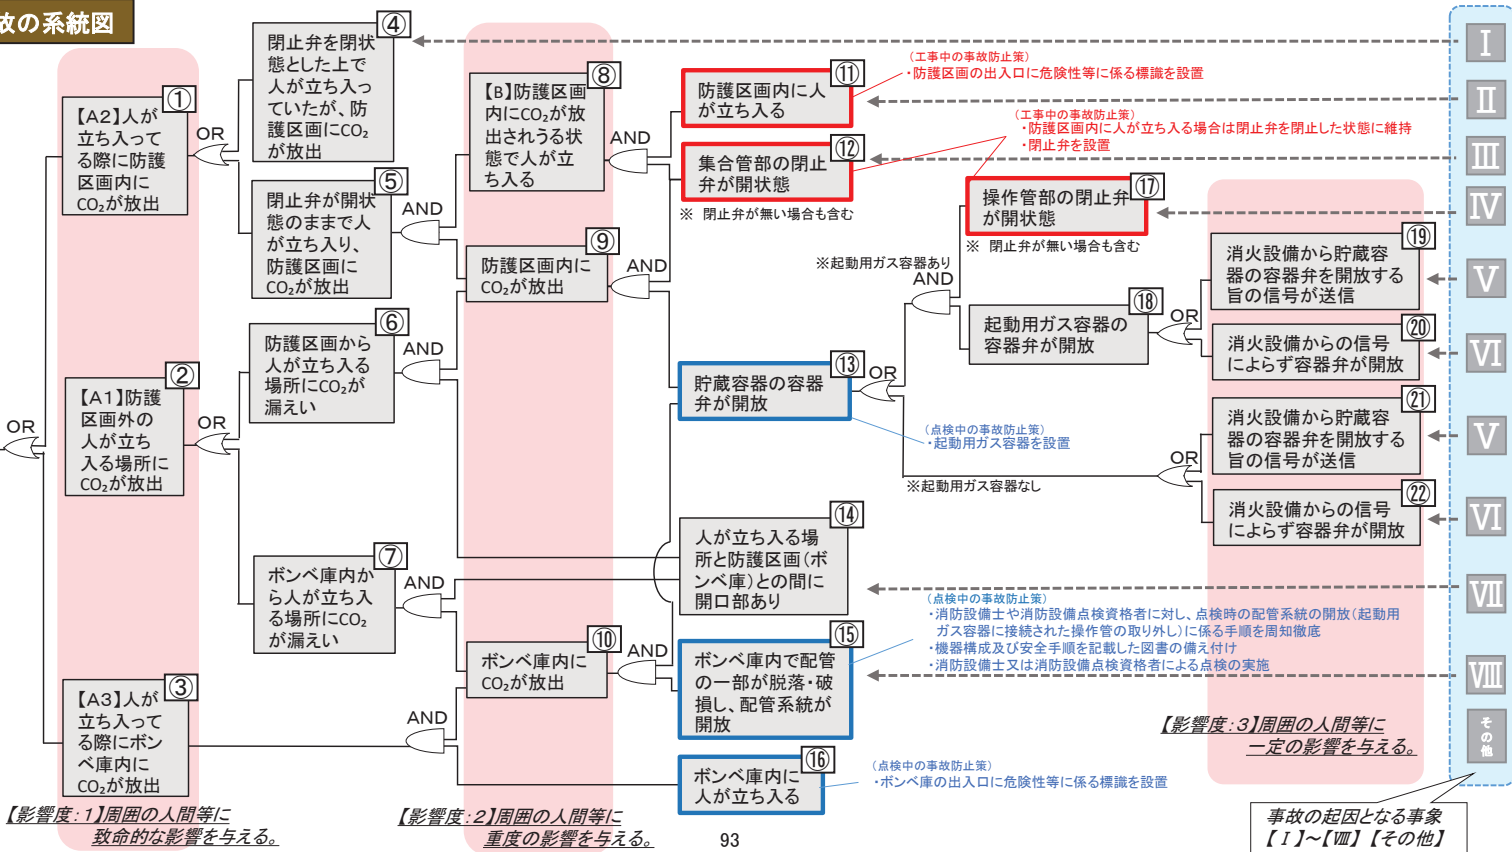 故の系統図
OR
①
【A2】人が
立ち入って
る際に防護
区画内に
CO₂が放出
②
【A1】防護
区画外の
人が立ち
入る場所に
CO₂が放出
③
【A3】人が
立ち入って
る際にボン
ベ庫内に
CO₂が放出
【影響度：1】周囲の人間等に
致命的な影響を与える。
OR
OR
④
閉止弁を閉状
態とした上で
人が立ち入っ
ていたが、防
護区画にCO₂
が放出
⑤
閉止弁が開状
態のままで人
が立ち入り、
防護区画に
CO₂が放出
⑥
防護区画から
人が立ち入る
場所にCO₂が
漏えい
⑦
ボンベ庫内か
ら人が立ち入
る場所にCO₂
が漏えい
AND
AND
AND
AND
⑧
【B】防護区画
内にCO₂が放
出されうる状
態で人が立
ち入る
⑨
防護区画内に
CO₂が放出
⑩
ボンベ庫内に
CO₂が放出
【影響度：2】周囲の人間等に
重度の影響を与える。
AND
AND
AND
⑪
防護区画内に人
が立ち入る
⑫
集合管部の閉止
弁が開状態
※ 閉止弁が無い場合も含む
⑬
貯蔵容器の容器
弁が開放
⑭
人が立ち入る場
所と防護区画(ボ
ンベ庫)との間に
開口部あり
⑮
ボンベ庫内で配管
の一部が脱落・破
損し、配管系統が
開放
⑯
ボンベ庫内に
人が立ち入る
(工事中の事故防止策)
・防護区画の出入口に危険性等に係る標識を設置
(工事中の事故防止策)
・防護区画内に人が立ち入る場合は閉止弁を閉止した状態に維持
・閉止弁を設置
⑰
操作管部の閉止弁
が開状態
※ 閉止弁が無い場合も含む
※起動用ガス容器あり
AND
⑱
起動用ガス容器の
容器弁が開放
OR
OR
(点検中の事故防止策)
・起動用ガス容器を設置
※起動用ガス容器なし
OR
⑲
消火設備から貯蔵容
器の容器弁を開放する
旨の信号が送信
⑳
消火設備からの信号
によらず容器弁が開放
㉑
消火設備から貯蔵容
器の容器弁を開放する
旨の信号が送信
㉒
消火設備からの信号
によらず容器弁が開放
(点検中の事故防止策)
・消防設備士や消防設備点検資格者に対し、点検時の配管系統の開放(起動用
ガス容器に接続された操作管の取り外し)に係る手順を周知徹底
・機器構成及び安全手順を記載した図書の備え付け
・消防設備士又は消防設備点検資格者による点検の実施
(点検中の事故防止策)
・ボンベ庫の出入口に危険性等に係る標識を設置
【影響度：3】周囲の人間等に
一定の影響を与える。
Ⅰ
Ⅱ
Ⅲ
Ⅳ
Ⅴ
Ⅵ
Ⅴ
Ⅵ
Ⅶ
Ⅷ
その他
事故の起因となる事象
【Ⅰ】～【Ⅷ】【その他】
93